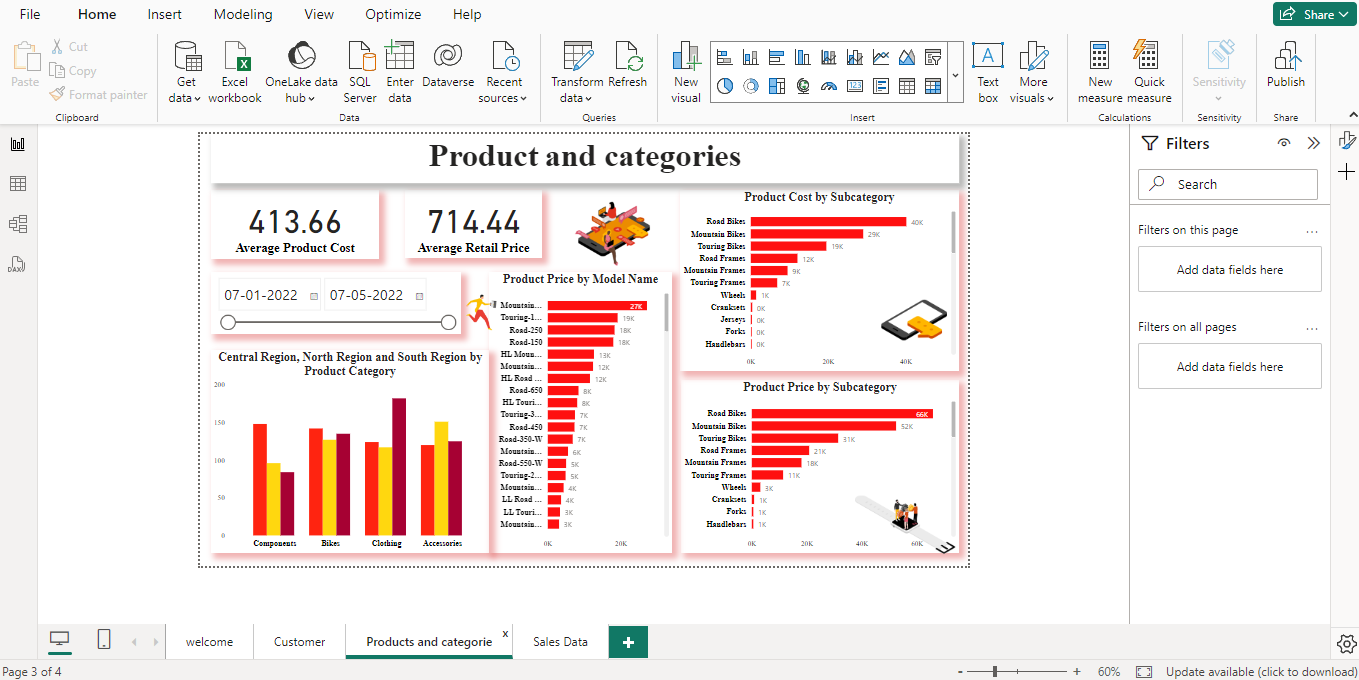 File Home Insert Modeling View Optimize Help
Share
Paste
Cut
Copy
Format painter
Clipboard
Get data
Excel workbook
OneLake data hub
SQL Server
Enter data
Dataverse
Recent sources
Data
Transform data
Refresh
Queries
New visual
123
Insert
A
Text box
More visuals
New measure
Quick measure
Calculations
Sensitivity
Sensitivity
Publish
Share
DAX
Product and categories
413.66
Average Product Cost
714.44
Average Retail Price
07-01-2022
07-05-2022
Central Region, North Region and South Region by
Product Category
200
150
100
50
0
Components Bikes Clothing Accessories
Product Price by Model Name
Mountain... 27K
Touring-1... 19K
Road-250 18K
Road-150 18K
HL Moun... 13K
Mountain... 12K
HL Road ... 12K
Road-650 8K
HL Touri... 8K
Touring-3... 7K
Road-450 7K
Road-350-W 7K
Mountain... 6K
Road-550-W 5K
Touring-2... 5K
Mountain... 4K
LL Road ... 4K
LL Touri... 3K
Mountain... 3K
0K 20K
Product Cost by Subcategory
Road Bikes 40K
Mountain Bikes 29K
Touring Bikes 19K
Road Frames 12K
Mountain Frames 9K
Touring Frames 7K
Wheels 1K
Cranksets 0K
Jerseys 0K
Forks 0K
Handlebars 0K
0K 20K 40K
Product Price by Subcategory
Road Bikes 66K
Mountain Bikes 52K
Touring Bikes 31K
Road Frames 21K
Mountain Frames 18K
Touring Frames 11K
Wheels 3K
Cranksets 1K
Forks 1K
Handlebars 1K
0K 20K 40K 60K
Filters
Search
Filters on this page ...
Add data fields here
Filters on all pages ...
Add data fields here
welcome Customer Products and categorie x Sales Data +
Page 3 of 4
- + 60%
Update available (click to download)